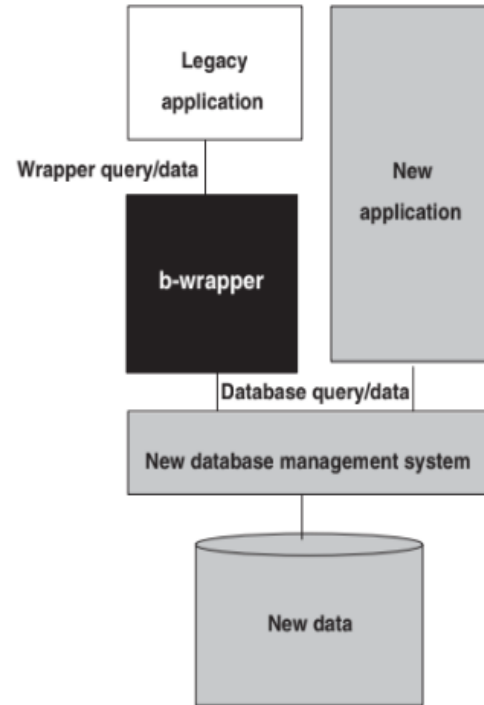 Legacy
application
Wrapper query/data
New
application
b-wrapper
Database query/data
New database management system
New data